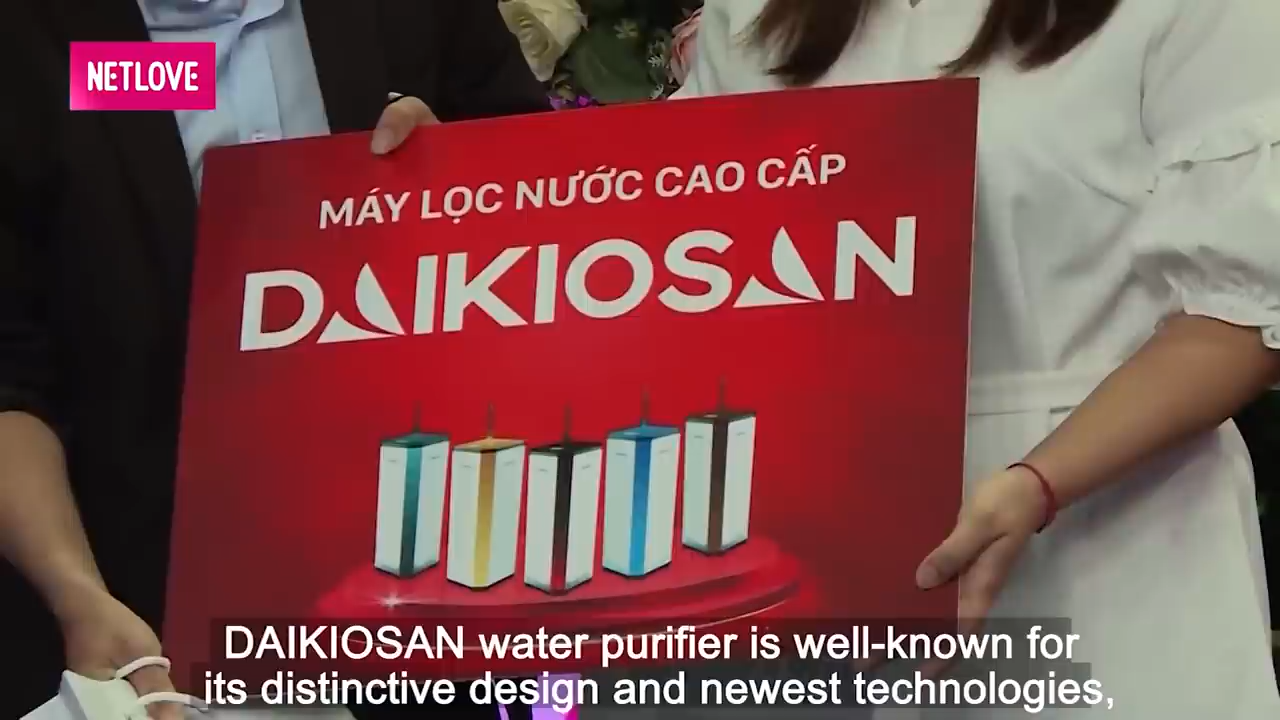 NETLOVE
MÁY LỌC NƯỚC CAO CẤP
DAIKIOSAN
DAIKIOSAN water purifier is well-known for
its distinctive design and newest technologies,